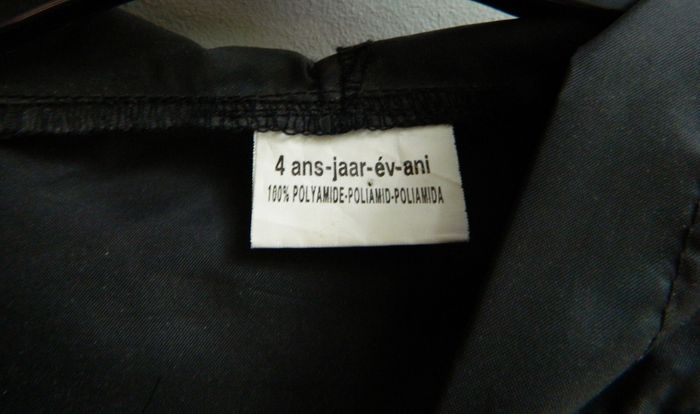 4 ans-jaar-év-ani
100% POLYAMIDE-POLIAMID-POLIAMIDA